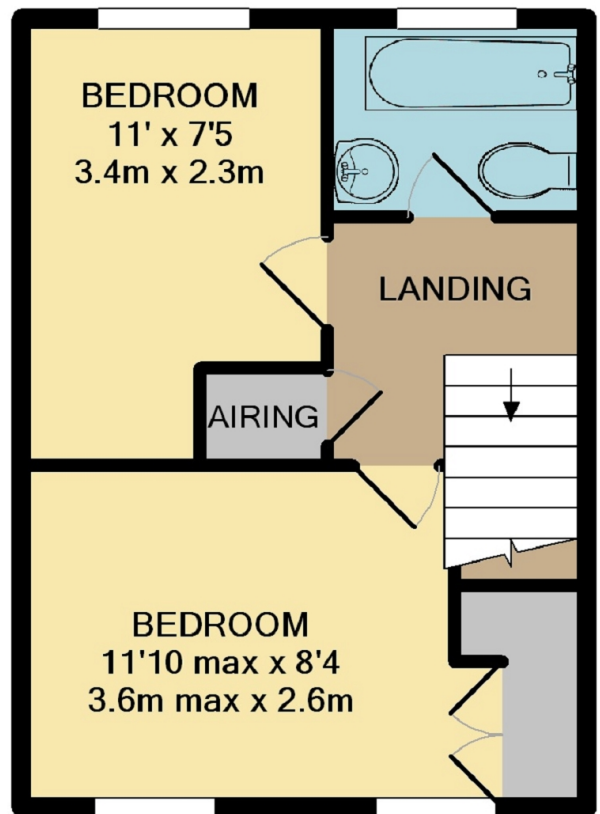 BEDROOM
11' x 7'5
3.4m x 2.3m
LANDING
AIRING
BEDROOM
11'10 max x 8'4
3.6m max x 2.6m